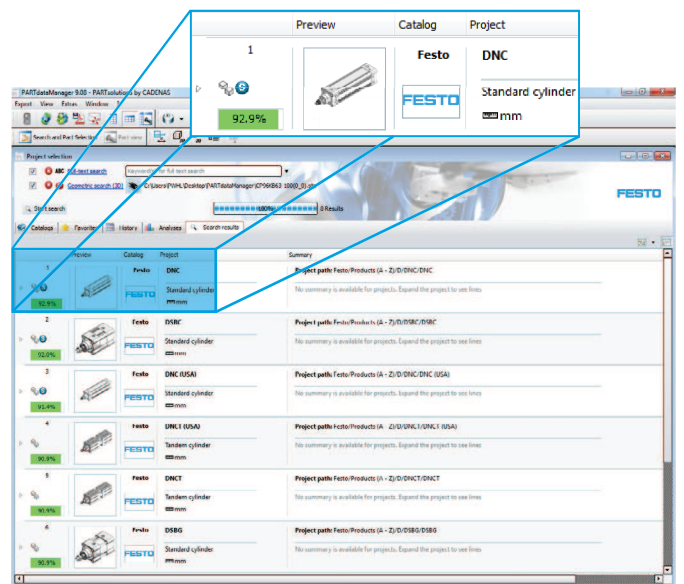 Preview Catalog Project
1 Festo DNC
FESTO Standard cylinder
92.9% mm
PARTdataManager 9.00 - PARTsolutions by CADENAS
Export View Extras Window
Search and Part Selection Part view
Project selection
ABC Full-text search Keyword(s) for full text search
Geometric search (3D)
FESTO
Start search 100% 0 Results
Catalogs Favorites History Analyses Search results
Preview Catalog Project Summary
1 Festo DNC Project path: Festo/Products (A - Z)/D/DNC/DNC
FESTO Standard cylinder No summary is available for projects. Expand the project to see lines
92.9% mm
2 Festo DSBC Project path: Festo/Products (A - Z)/D/DSBC/DSBC
FESTO Standard cylinder No summary is available for projects. Expand the project to see lines
92.0% mm
3 Festo DNC (USA) Project path: Festo/Products (A - Z)/D/DNC/DNC (USA)
FESTO Standard cylinder No summary is available for projects. Expand the project to see lines
mm
4 Festo DNCT (USA) Project path: Festo/Products (A - Z)/D/DNCT/DNCT (USA)
FESTO Tandem cylinder No summary is available for projects. Expand the project to see lines
90.9% mm
5 Festo DNCT Project path: Festo/Products (A - Z)/D/DNCT/DNCT
FESTO Tandem cylinder No summary is available for projects. Expand the project to see lines
90.9% mm
6 Festo DSBG Project path: Festo/Products (A - Z)/D/DSBG/DSBG
FESTO Standard cylinder No summary is available for projects. Expand the project to see lines
90.9% mm